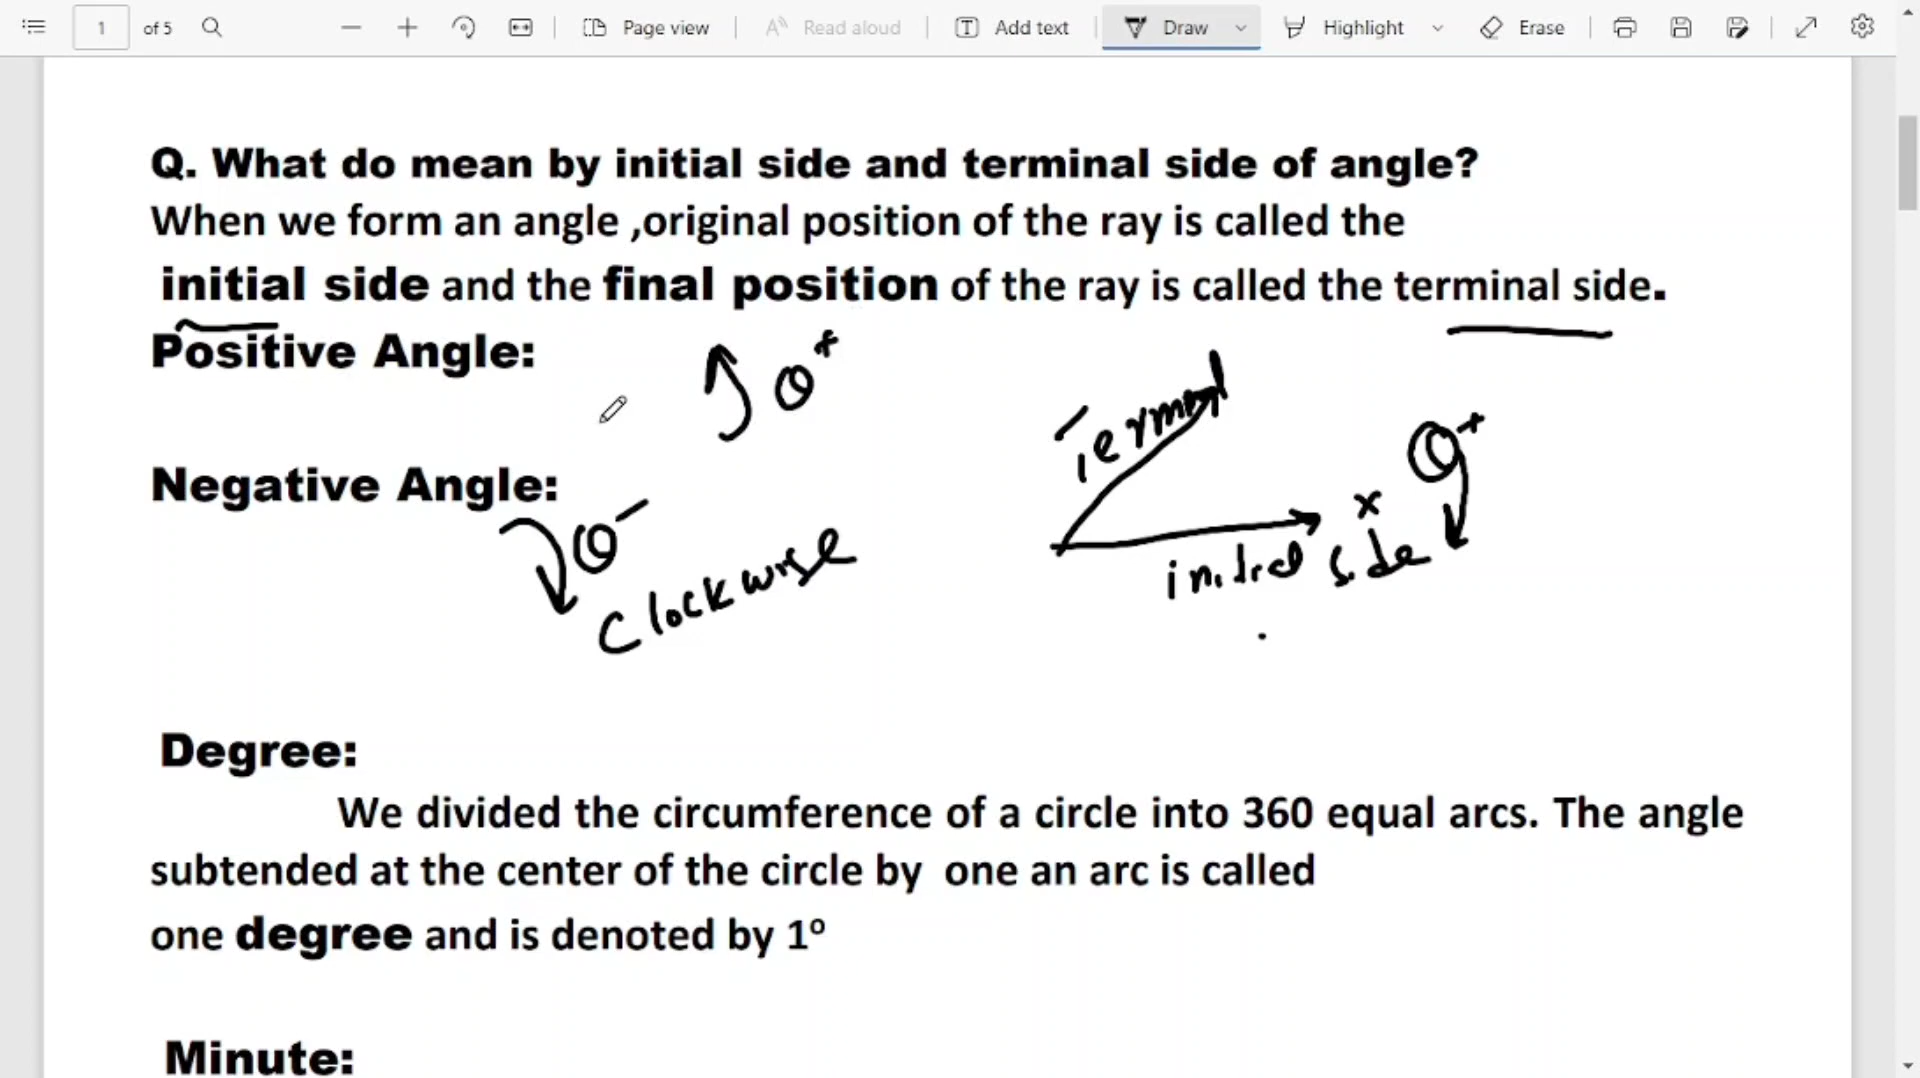 1 of 5 Page view Read aloud Add text Draw Highlight Erase
Q. What do mean by initial side and terminal side of angle?
When we form an angle ,original position of the ray is called the
initial side and the final position of the ray is called the terminal side.
Positive Angle:
θ+
Negative Angle:
θ-
Clockwise
Terminal
θ+
x
initial side
Degree:
We divided the circumference of a circle into 360 equal arcs. The angle
subtended at the center of the circle by one an arc is called
one degree and is denoted by 1º
Minute: